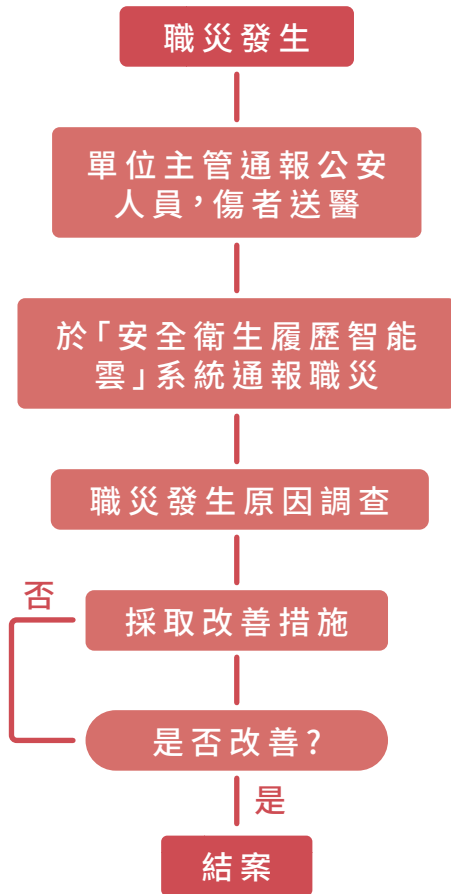 職災發生
單位主管通報公安
人員，傷者送醫
於「安全衛生履歷智能
雲」系統通報職災
職災發生原因調查
否
採取改善措施
是否改善?
是
結案